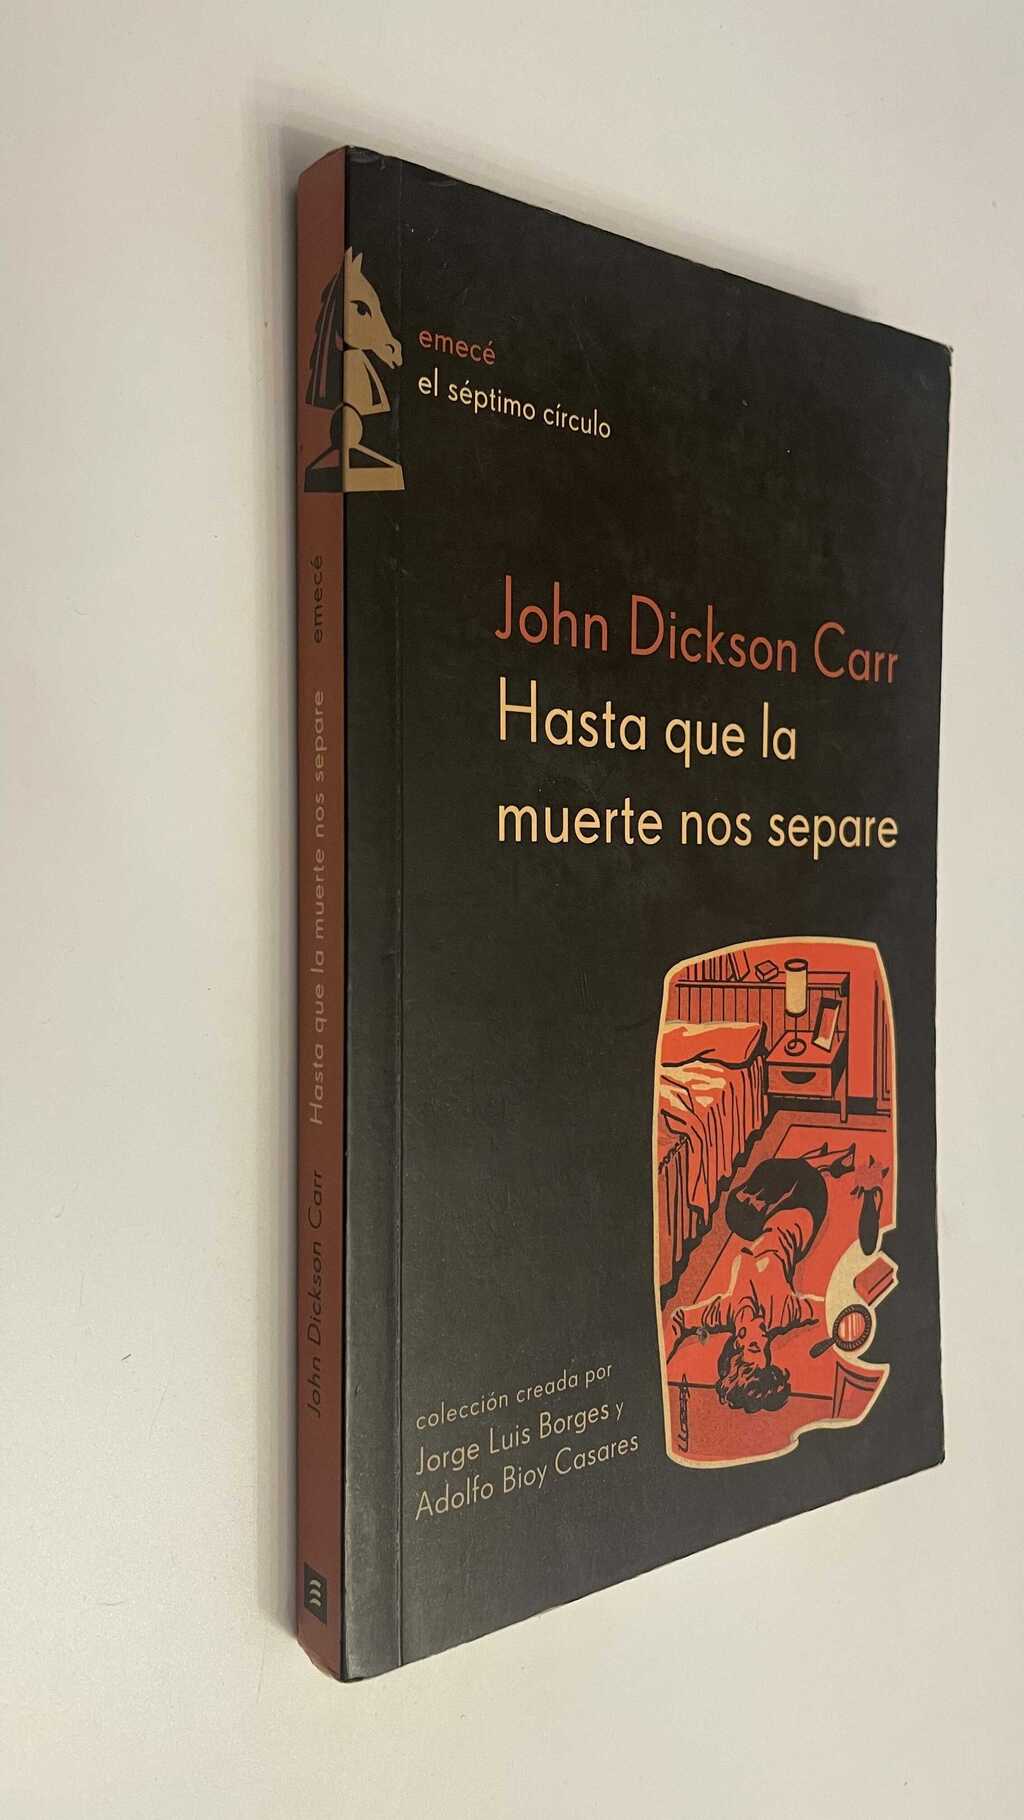 emecé
el séptimo círculo
John Dickson Carr
Hasta que la
muerte nos separe
colección creada por
Jorge Luis Borges y
Adolfo Bioy Casares
John Dickson Carr Hasta que la muerte nos separe emecé